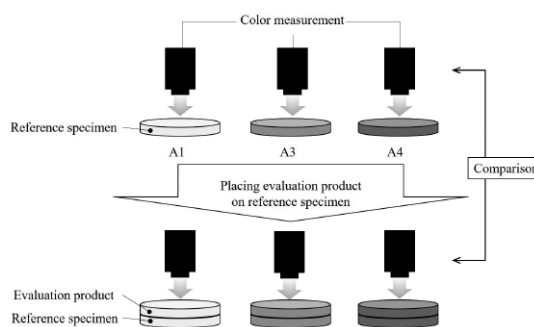 Color measurement
Reference specimen
A1
A3
A4
Comparison
Placing evaluation product
on reference specimen
Evaluation product
Reference specimen